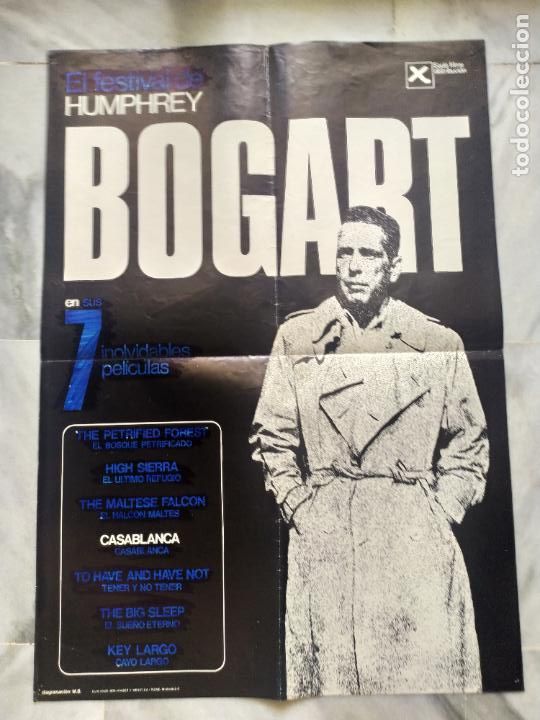 El festival de
HUMPHREY
BOGART
en sus
7
inolvidables
películas
THE PETRIFIED FOREST
EL BOSQUE PETRIFICADO
HIGH SIERRA
EL ULTIMO REFUGIO
THE MALTESE FALCON
EL HALCON MALTES
CASABLANCA
CASABLANCA
TO HAVE AND HAVE NOT
TENER Y NO TENER
THE BIG SLEEP
EL SUEÑO ETERNO
KEY LARGO
CAYO LARGO
diagramación M.G.
todocoleccion